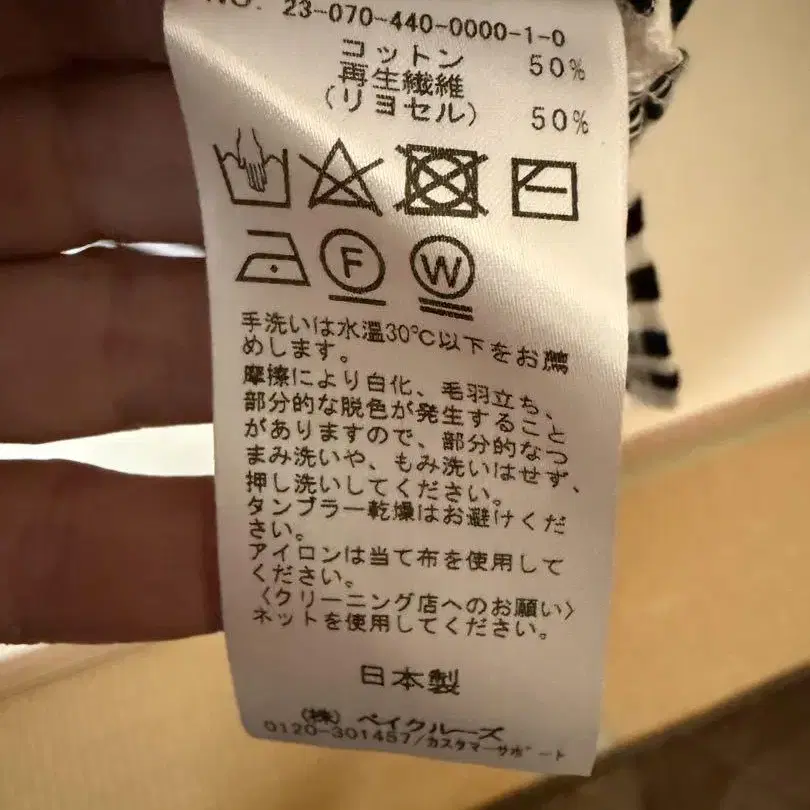 NO. 23-070-440-0000-1-0
コットン 50%
再生繊維
(リヨセル) 50%
F W
手洗いは水温30℃以下をお薦
めします。
摩擦により白化、毛羽立ち、
部分的な脱色が発生すること
がありますので、部分的なつ
まみ洗いや、もみ洗いはせず、
押し洗いしてください。
タンブラー乾燥はお避けくだ
さい。
アイロンは当て布を使用して
ください。
〈クリーニング店へのお願い〉
ネットを使用してください。
日本製
(株) ベイクルーズ
0120-301457/カスタマーサポート